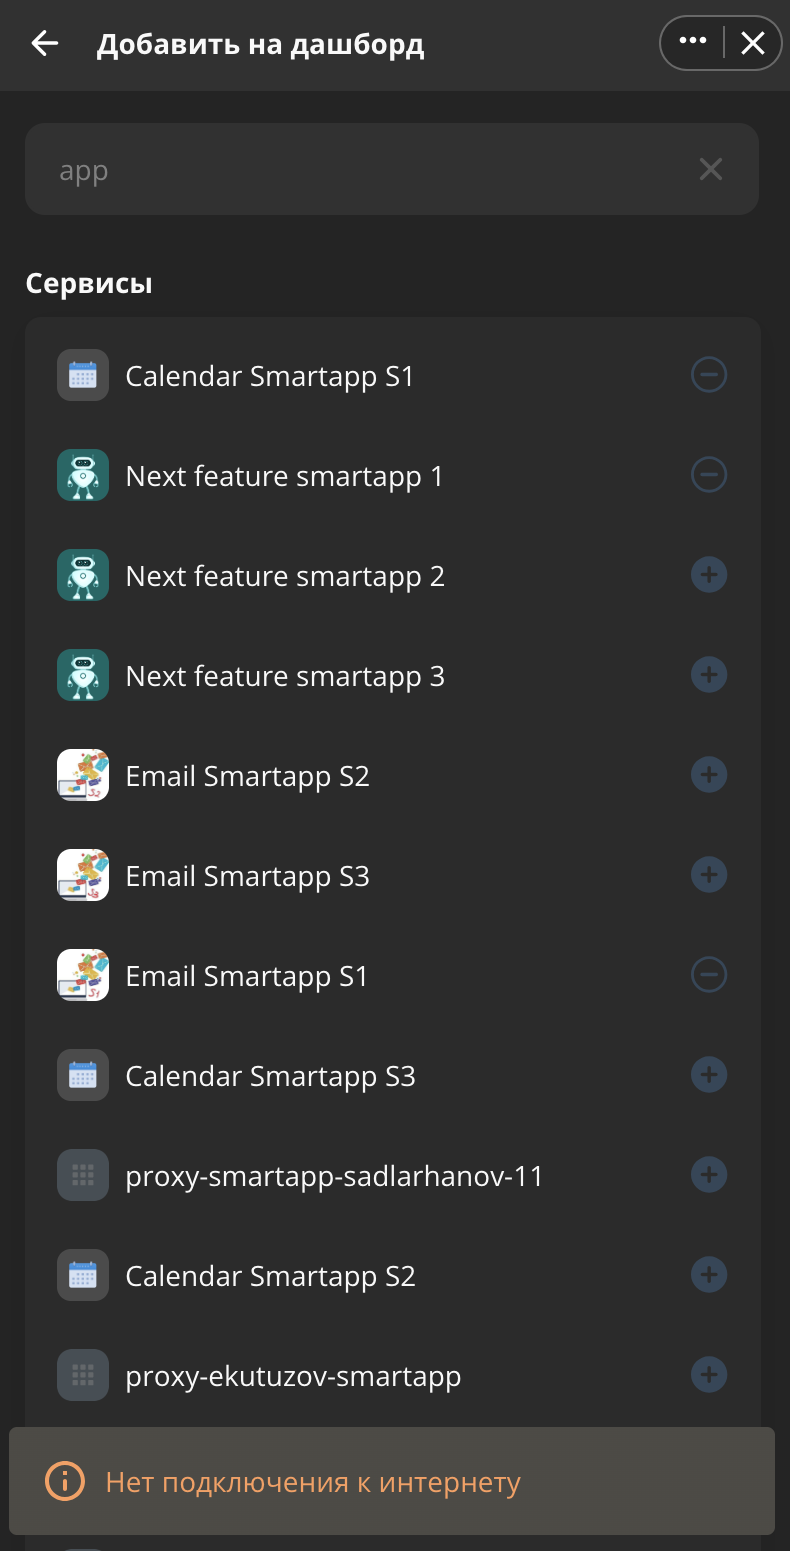 Добавить на дашборд
app
Сервисы
Calendar Smartapp S1
Next feature smartapp 1
Next feature smartapp 2
Next feature smartapp 3
Email Smartapp S2
Email Smartapp S3
Email Smartapp S1
Calendar Smartapp S3
proxy-smartapp-sadlarhanov-11
Calendar Smartapp S2
proxy-ekutuzov-smartapp
Нет подключения к интернету